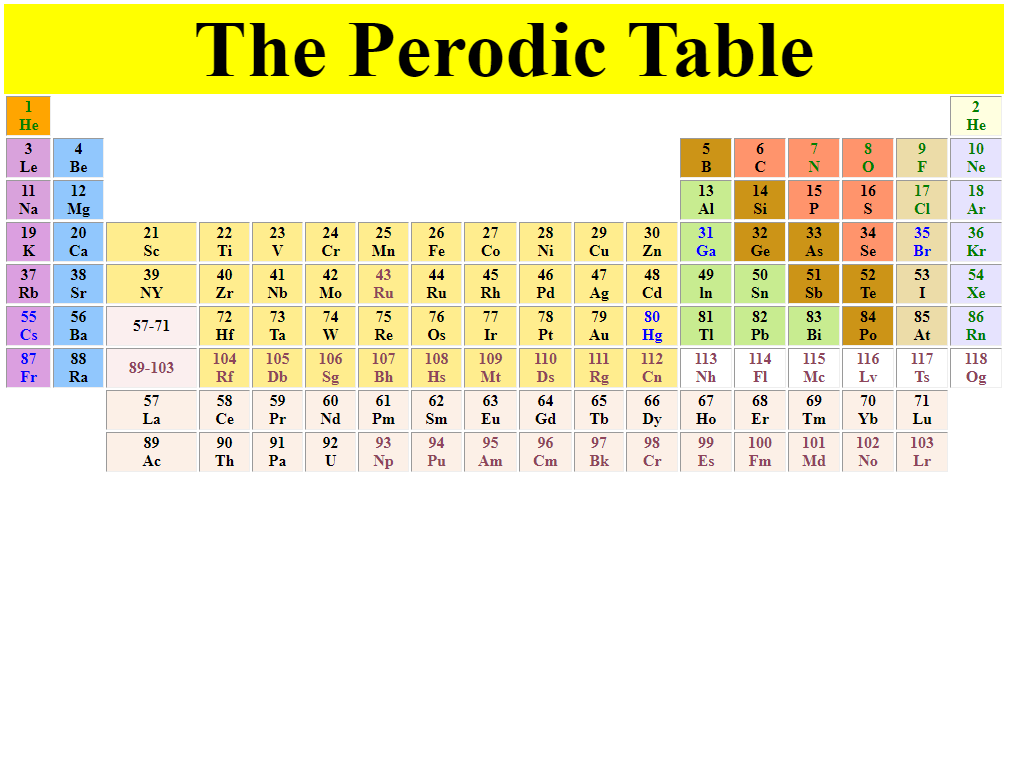 The Perodic Table
1 2
He He
3 4 5 6 7 8 9 10
Le Be B C N O F Ne
11 12 13 14 15 16 17 18
Na Mg Al Si P S Cl Ar
19 20 21 22 23 24 25 26 27 28 29 30 31 32 33 34 35 36
K Ca Sc Ti V Cr Mn Fe Co Ni Cu Zn Ga Ge As Se Br Kr
37 38 39 40 41 42 43 44 45 46 47 48 49 50 51 52 53 54
Rb Sr NY Zr Nb Mo Ru Ru Rh Pd Ag Cd In Sn Sb Te I Xe
55 56 57-71 72 73 74 75 76 77 78 79 80 81 82 83 84 85 86
Cs Ba Hf Ta W Re Os Ir Pt Au Hg Tl Pb Bi Po At Rn
87 88 89-103 104 105 106 107 108 109 110 111 112 113 114 115 116 117 118
Fr Ra Rf Db Sg Bh Hs Mt Ds Rg Cn Nh Fl Mc Lv Ts Og
57 58 59 60 61 62 63 64 65 66 67 68 69 70 71
La Ce Pr Nd Pm Sm Eu Gd Tb Dy Ho Er Tm Yb Lu
89 90 91 92 93 94 95 96 97 98 99 100 101 102 103
Ac Th Pa U Np Pu Am Cm Bk Cr Es Fm Md No Lr